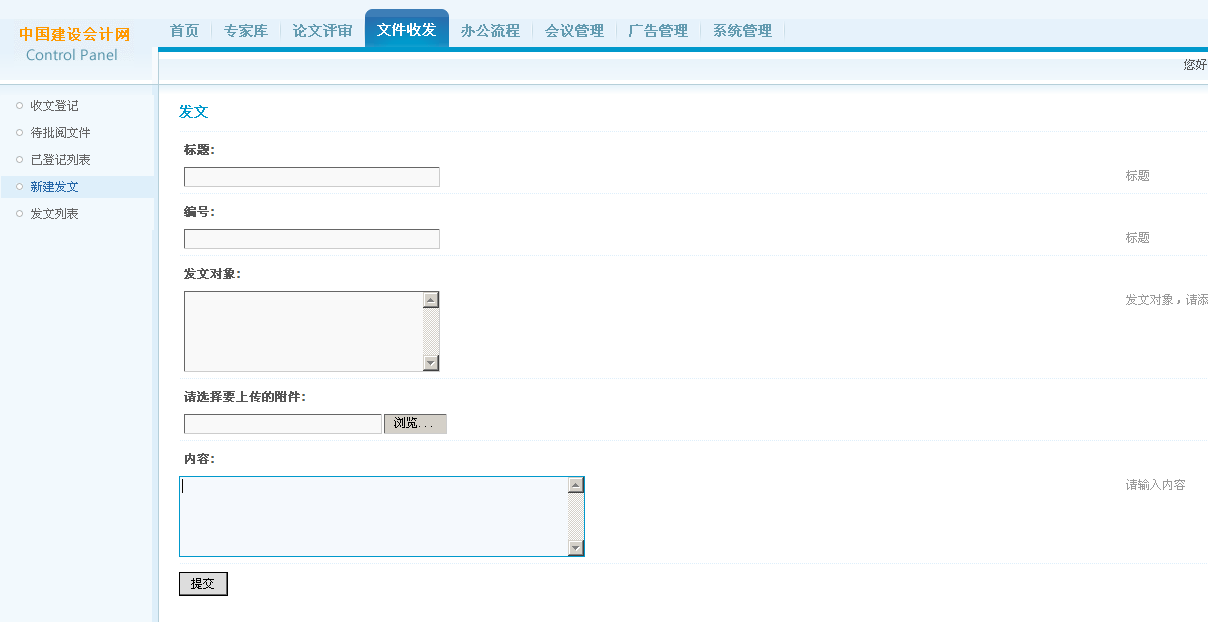 中国建设会计网
Control Panel
首页 专家库 论文评审 文件收发 办公流程 会议管理 广告管理 系统管理
您好
收文登记
待批阅文件
已登记列表
新建发文
发文列表
发文
标题:
标题
编号:
标题
发文对象:
发文对象，请添
请选择要上传的附件:
浏览...
内容:
请输入内容
提交